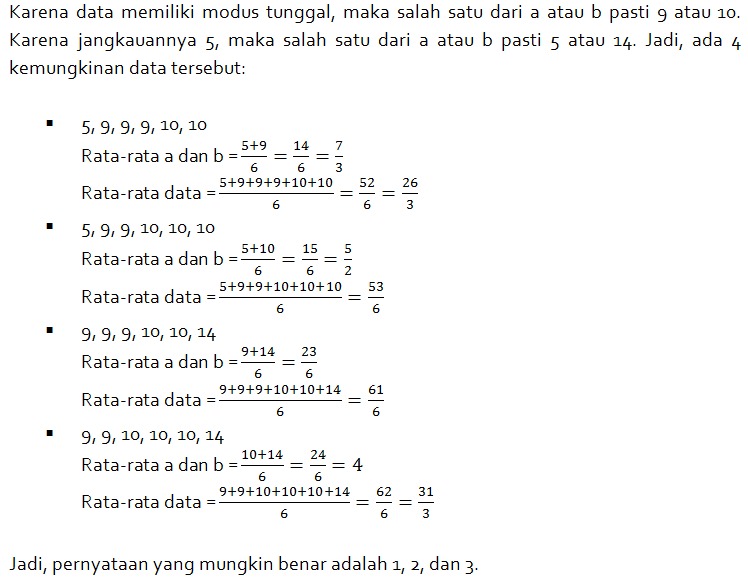 Karena data memiliki modus tunggal, maka salah satu dari a atau b pasti 9 atau 10.
Karena jangkauannya 5, maka salah satu dari a atau b pasti 5 atau 14. Jadi, ada 4
kemungkinan data tersebut:
▪ 5, 9, 9, 9, 10, 10
Rata-rata a dan b = \frac{5+9}{6} = \frac{14}{6} = \frac{7}{3}
Rata-rata data = \frac{5+9+9+9+10+10}{6} = \frac{52}{6} = \frac{26}{3}
▪ 5, 9, 9, 10, 10, 10
Rata-rata a dan b = \frac{5+10}{6} = \frac{15}{6} = \frac{5}{2}
Rata-rata data = \frac{5+9+9+10+10+10}{6} = \frac{53}{6}
▪ 9, 9, 9, 10, 10, 14
Rata-rata a dan b = \frac{9+14}{6} = \frac{23}{6}
Rata-rata data = \frac{9+9+9+10+10+14}{6} = \frac{61}{6}
▪ 9, 9, 10, 10, 10, 14
Rata-rata a dan b = \frac{10+14}{6} = \frac{24}{6} = 4
Rata-rata data = \frac{9+9+10+10+10+14}{6} = \frac{62}{6} = \frac{31}{3}
Jadi, pernyataan yang mungkin benar adalah 1, 2, dan 3.